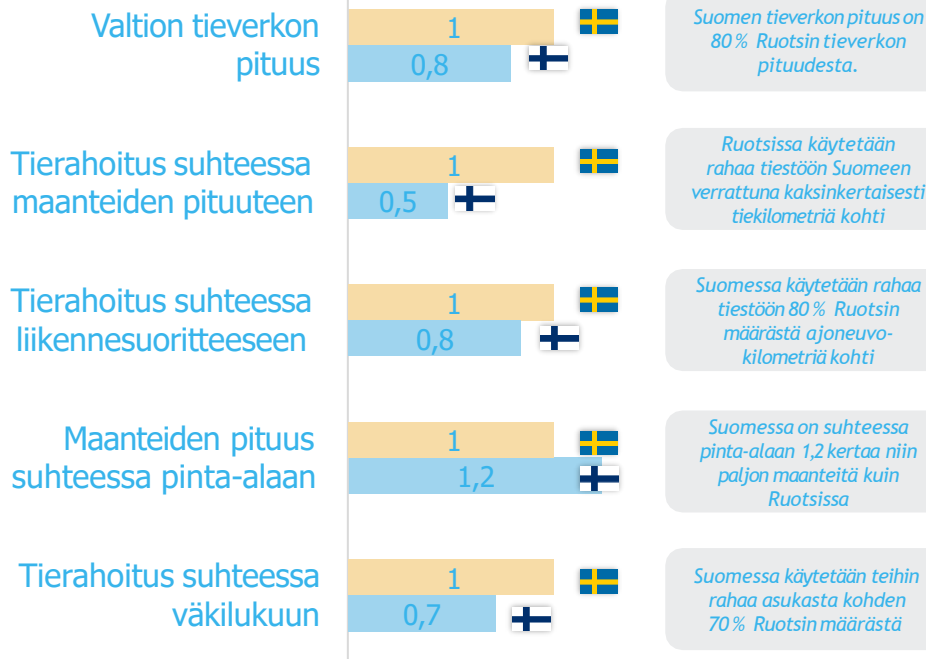 Valtion tieverkon
pituus
1
0,8
Suomen tieverkon pituus on
80 % Ruotsin tieverkon
pituudesta.
Tierahoitus suhteessa
maanteiden pituuteen
1
0,5
Ruotsissa käytetään
rahaa tiestöön Suomeen
verrattuna kaksinkertaisesti
tiekilometriä kohti
Tierahoitus suhteessa
liikennesuoritteeseen
1
0,8
Suomessa käytetään rahaa
tiestöön 80 % Ruotsin
määrästä ajoneuvo-
kilometriä kohti
Maanteiden pituus
suhteessa pinta-alaan
1
1,2
Suomessa on suhteessa
pinta-alaan 1,2 kertaa niin
paljon maanteitä kuin
Ruotsissa
Tierahoitus suhteessa
väkilukuun
1
0,7
Suomessa käytetään teihin
rahaa asukasta kohden
70 % Ruotsin määrästä